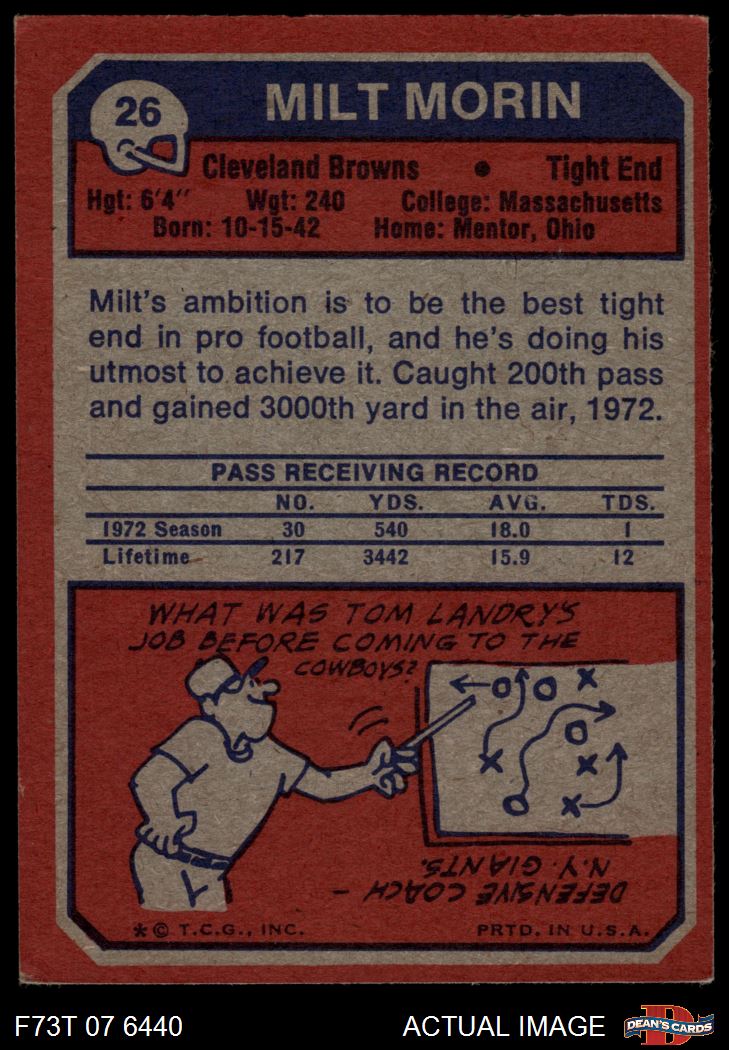 26
MILT MORIN
Cleveland Browns • Tight End
Hgt: 6'4" Wgt: 240 College: Massachusetts
Born: 10-15-42 Home: Mentor, Ohio
Milt's ambition is to be the best tight
end in pro football, and he's doing his
utmost to achieve it. Caught 200th pass
and gained 3000th yard in the air, 1972.
PASS RECEIVING RECORD
NO. YDS. AVG. TDS.
1972 Season 30 540 18.0 1
Lifetime 217 3442 15.9 12
WHAT WAS TOM LANDRY'S
JOB BEFORE COMING TO THE
COWBOYS?
DEFENSIVE COACH –
N.Y. GIANTS.
* © T.C.G., INC. PRTD. IN U.S.A.
F73T 07 6440 ACTUAL IMAGE
D
DEAN'S CARDS